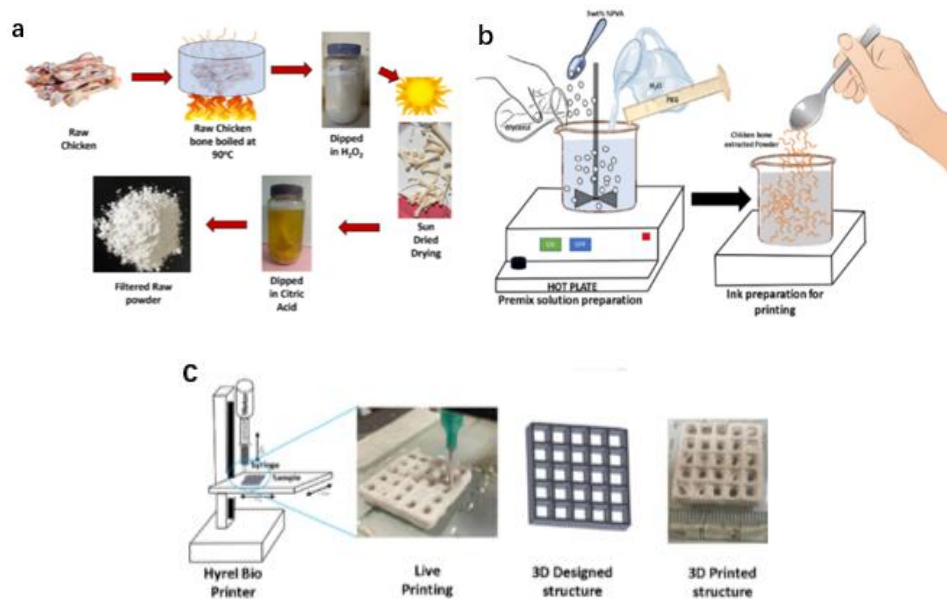 a
Raw
Chicken
Raw Chicken
bone boiled at
90°C
Dipped
in H₂O₂
Sun
Dried
Drying
Dipped
in Citric
Acid
Filtered Raw
powder
b
5wt% %PVA
H₂O
PEG
Glycerol
Chicken bone
extracted Powder
OFF
HOT PLATE
Premix solution preparation
Ink preparation for
printing
c
Syringe
Sample
Hyrel Bio
Printer
Live
Printing
3D Designed
structure
3D Printed
structure